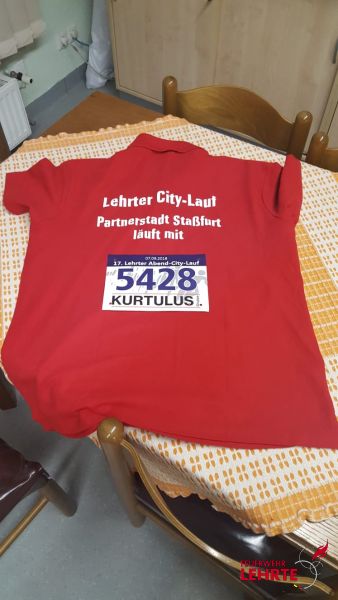 Lehrter City-Lauf
Partnerstadt Staßfurt
läuft mit
07.09.2018
17. Lehrter Abend-City-Lauf
5428
.KURTULUS.
FEUERWEHR
LEHRTE